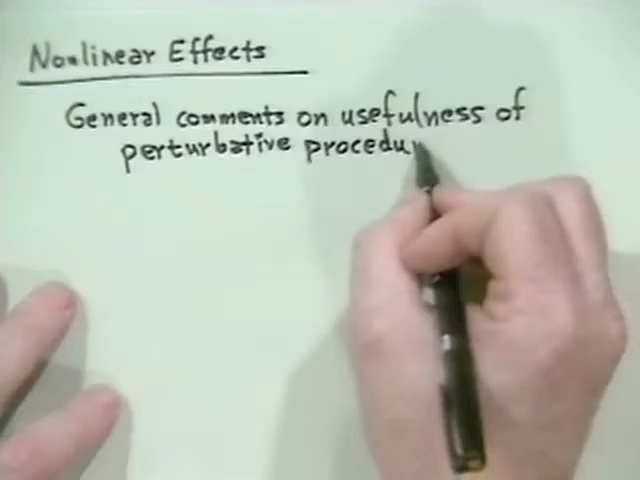 Nonlinear Effects
General comments on usefulness of
perturbative procedu